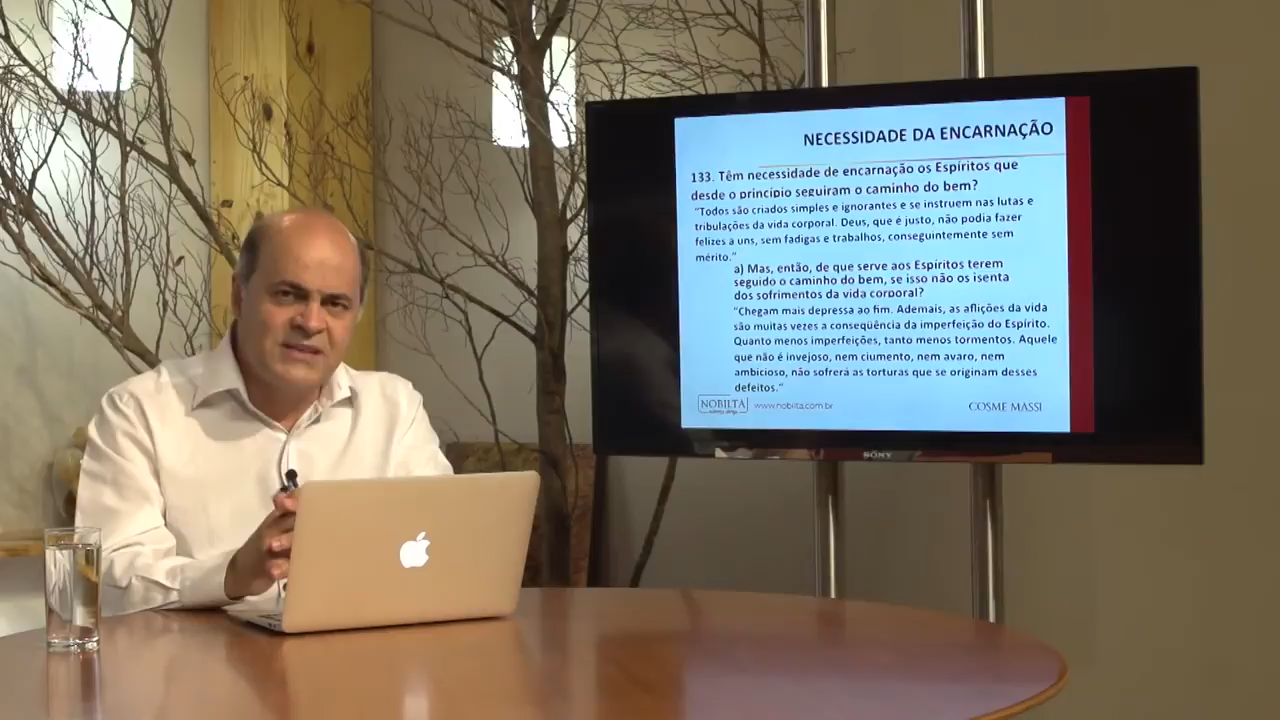 NECESSIDADE DA ENCARNAÇÃO
133. Têm necessidade de encarnação os Espíritos que
desde o princípio seguiram o caminho do bem?
"Todos são criados simples e ignorantes e se instruem nas lutas e
tribulações da vida corporal. Deus, que é justo, não podia fazer
felizes a uns, sem fadigas e trabalhos, conseguintemente sem
mérito."
a) Mas, então, de que serve aos Espíritos terem
seguido o caminho do bem, se isso não os isenta
dos sofrimentos da vida corporal?
"Chegam mais depressa ao fim. Ademais, as aflições da vida
são muitas vezes a conseqüência da imperfeição do Espírito.
Quanto menos imperfeições, tanto menos tormentos. Aquele
que não é invejoso, nem ciumento, nem avaro, nem
ambicioso, não sofrerá as torturas que se originam desses
defeitos."
NOBILTA www.nobilta.com.br COSME MASSI
SONY